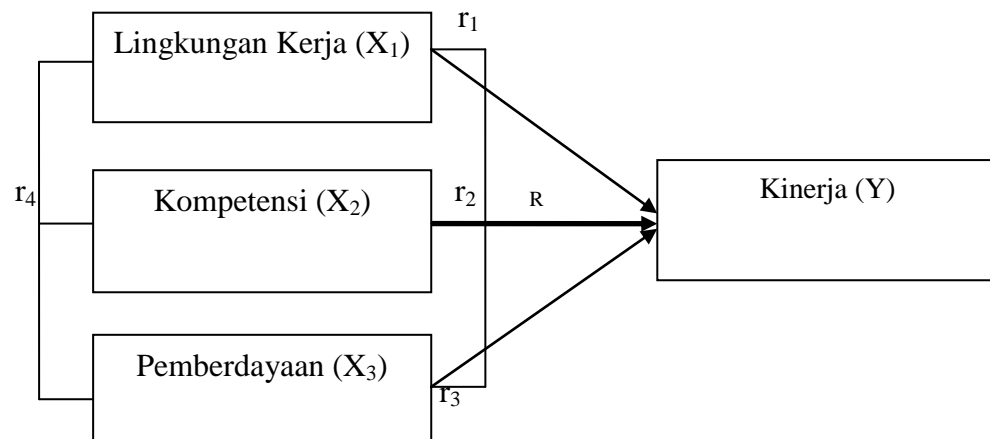 r₁
Lingkungan Kerja (X₁)
r₄
Kompetensi (X₂)
r₂
R
Kinerja (Y)
Pemberdayaan (X₃)
r₃